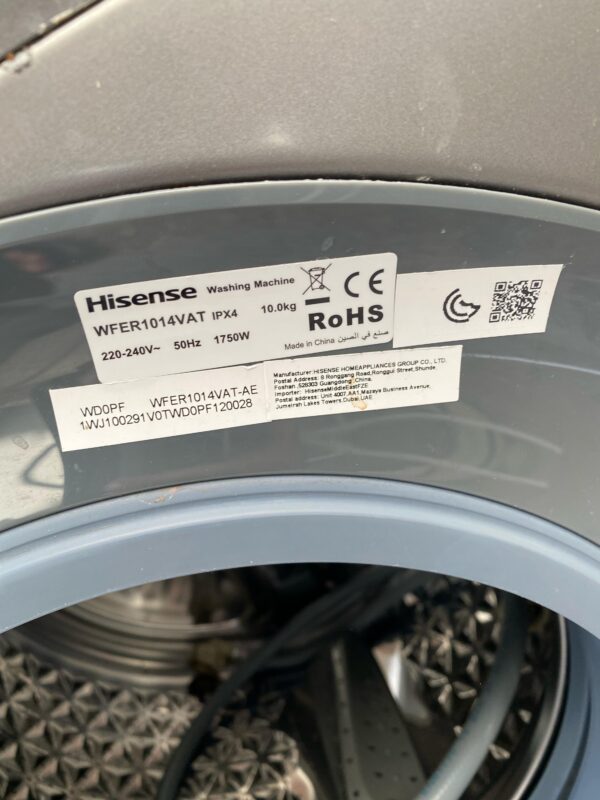 Hisense Washing Machine
CE
WFER1014VAT IPX4 10.0kg
RoHS
220-240V~ 50Hz 1750W
Made in China صنع في الصين
WD0PF WFER1014VAT-AE
1WJ100291V0TWD0PF120028
Manufacturer: HISENSE HOMEAPPLIANCES GROUP CO., LTD.
Postal Address: 8 Ronggang Road,Ronggui Street,Shunde,
Foshan ,528303 Guangdong ,China.
Importer: HisenseMiddleEastFZE
Postal address: Unit 4007,AA1,Mazaya Business Avenue,
Jumeirah Lakes Towers,Dubai,UAE.